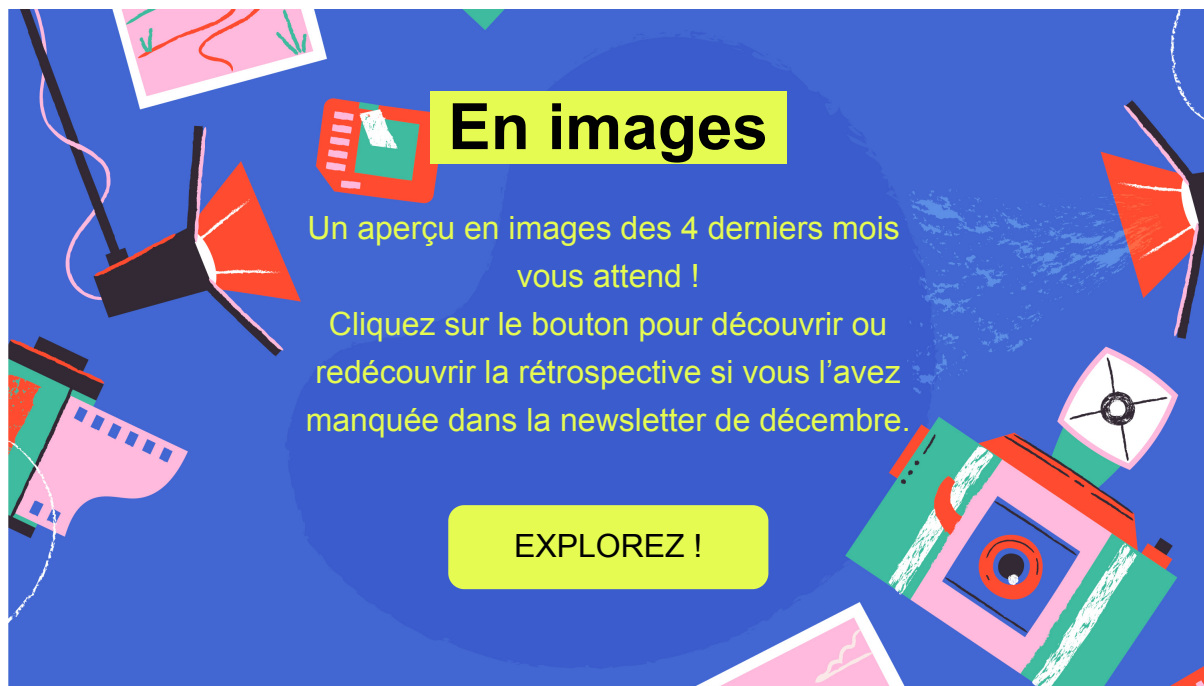 En images
Un aperçu en images des 4 derniers mois
vous attend !
Cliquez sur le bouton pour découvrir ou
redécouvrir la rétrospective si vous l’avez
manquée dans la newsletter de décembre.
EXPLOREZ !